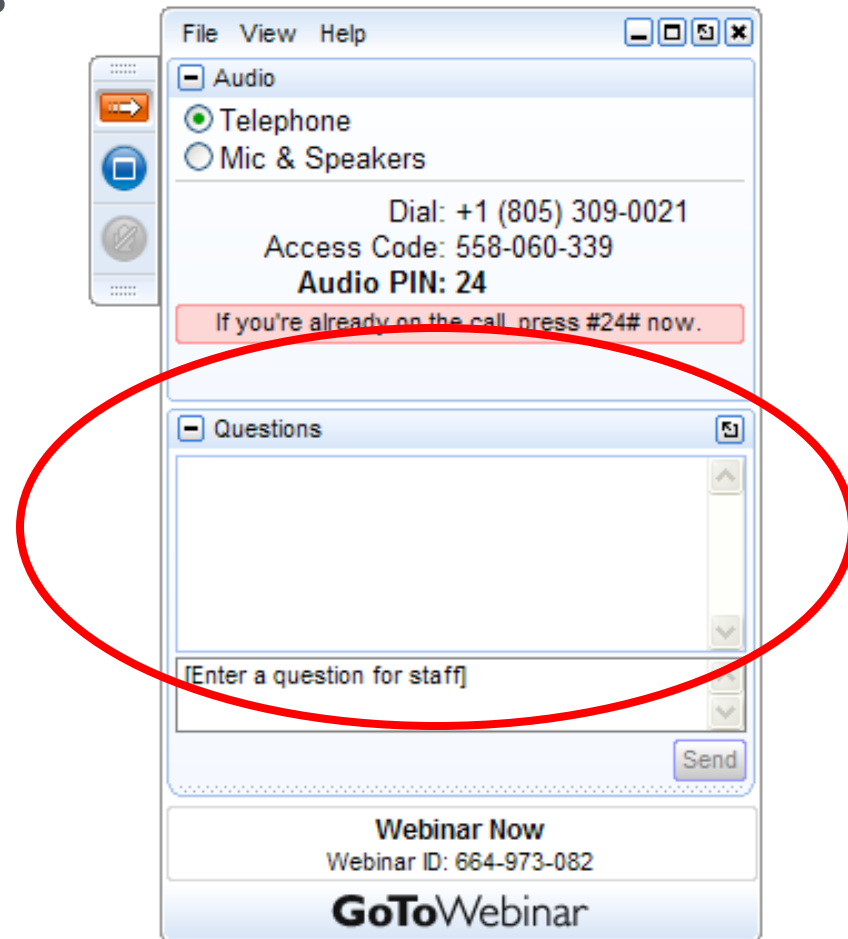 File View Help
Audio
Telephone
Mic & Speakers
Dial: +1 (805) 309-0021
Access Code: 558-060-339
Audio PIN: 24
If you're already on the call, press #24# now.
Questions
[Enter a question for staff]
Send
Webinar Now
Webinar ID: 664-973-082
GoToWebinar